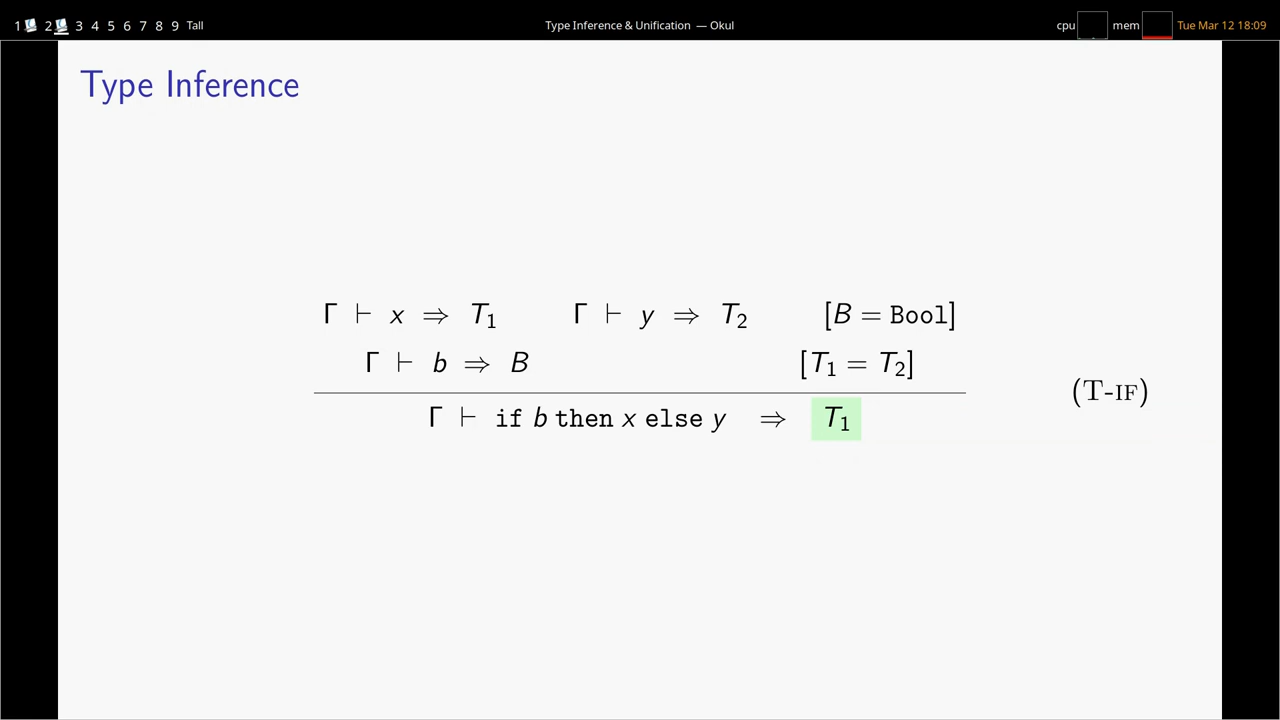 1 2 3 4 5 6 7 8 9 Tall Type Inference & Unification — Okul cpu mem Tue Mar 12 18:09
Type Inference
Γ ⊢ x ⇒ T₁ Γ ⊢ y ⇒ T₂ [B = Bool]
Γ ⊢ b ⇒ B [T₁ = T₂]
(T-IF)
Γ ⊢ if b then x else y ⇒ T₁